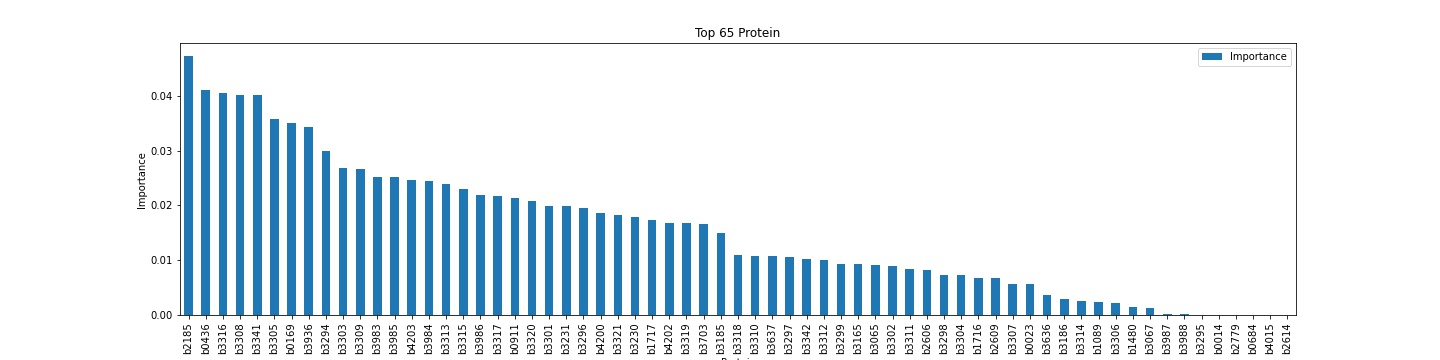 Top 65 Protein
Importance
Importance
0.04
0.03
0.02
0.01
0.00
b2185 b0436 b3316 b3308 b3341 b3305 b0169 b3936 b3294 b3303 b3309 b3983 b3985 b4203 b3984 b3313 b3315 b3986 b3317 b0911 b3320 b3301 b3231 b3296 b4200 b3321 b3230 b1717 b4202 b3319 b3703 b3185 b3318 b3310 b3637 b3297 b3342 b3312 b3299 b3165 b3065 b3302 b3311 b2606 b3298 b3304 b1716 b2609 b3307 b0023 b3636 b3186 b3314 b1089 b3306 b1480 b3067 b3987 b3988 b3295 b0014 b2779 b0684 b4015 b2614